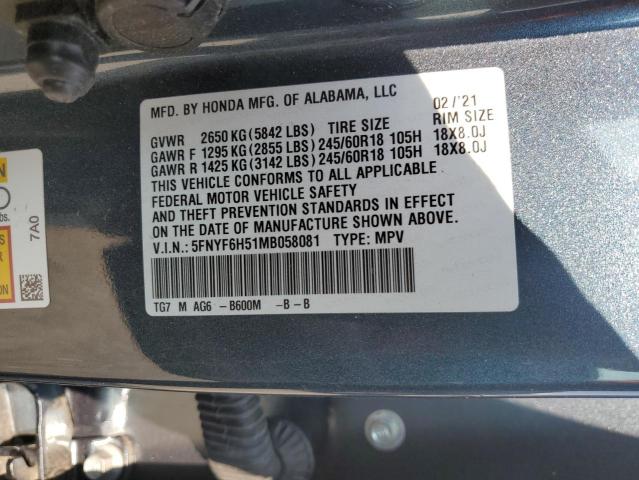 MFD. BY HONDA MFG. OF ALABAMA, LLC 02/'21
GVWR 2650 KG (5842 LBS) TIRE SIZE RIM SIZE
GAWR F 1295 KG (2855 LBS) 245/60R18 105H 18X8.0J
GAWR R 1425 KG (3142 LBS) 245/60R18 105H 18X8.0J
THIS VEHICLE CONFORMS TO ALL APPLICABLE
FEDERAL MOTOR VEHICLE SAFETY
AND THEFT PREVENTION STANDARDS IN EFFECT
ON THE DATE OF MANUFACTURE SHOWN ABOVE.
V.I.N.: 5FNYF6H51MB058081 TYPE: MPV
TG7 M AG6 -B600M -B-B
lbs.
7A0